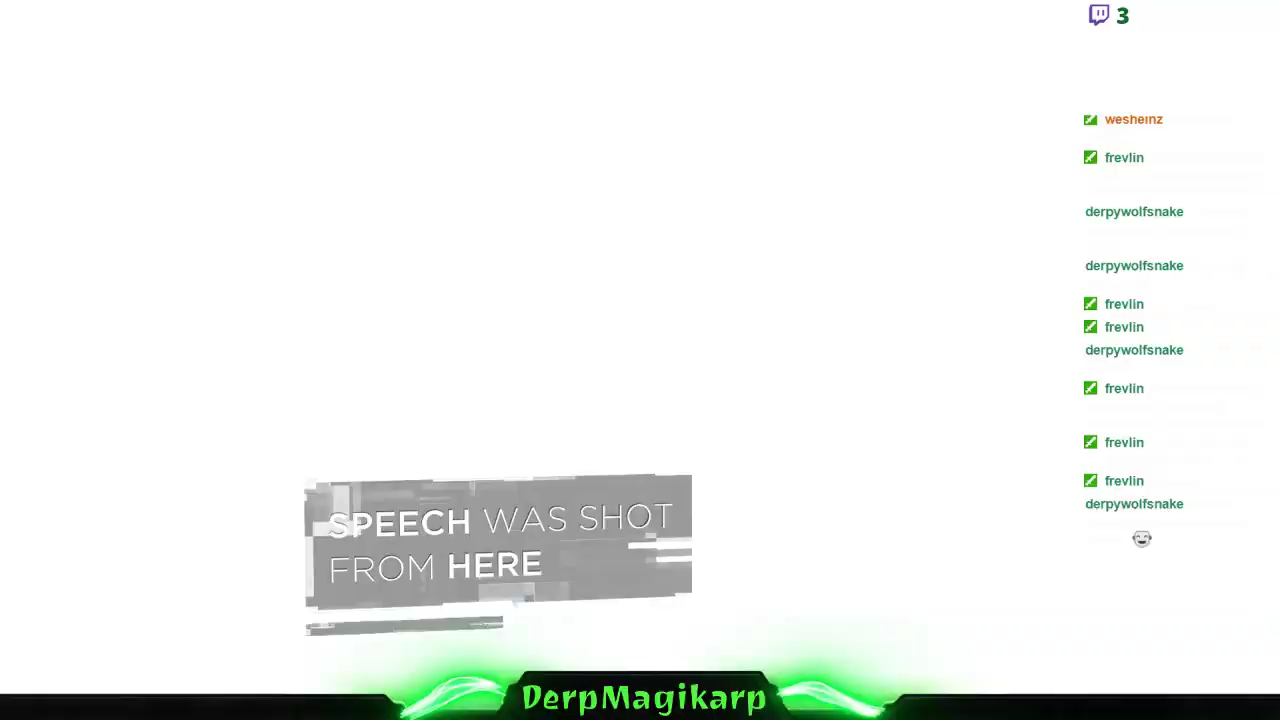 3
wesheinz
frevlin
derpywolfsnake
derpywolfsnake
frevlin
frevlin
derpywolfsnake
frevlin
frevlin
frevlin
derpywolfsnake
SPEECH WAS SHOT
FROM HERE
DerpMagikarp